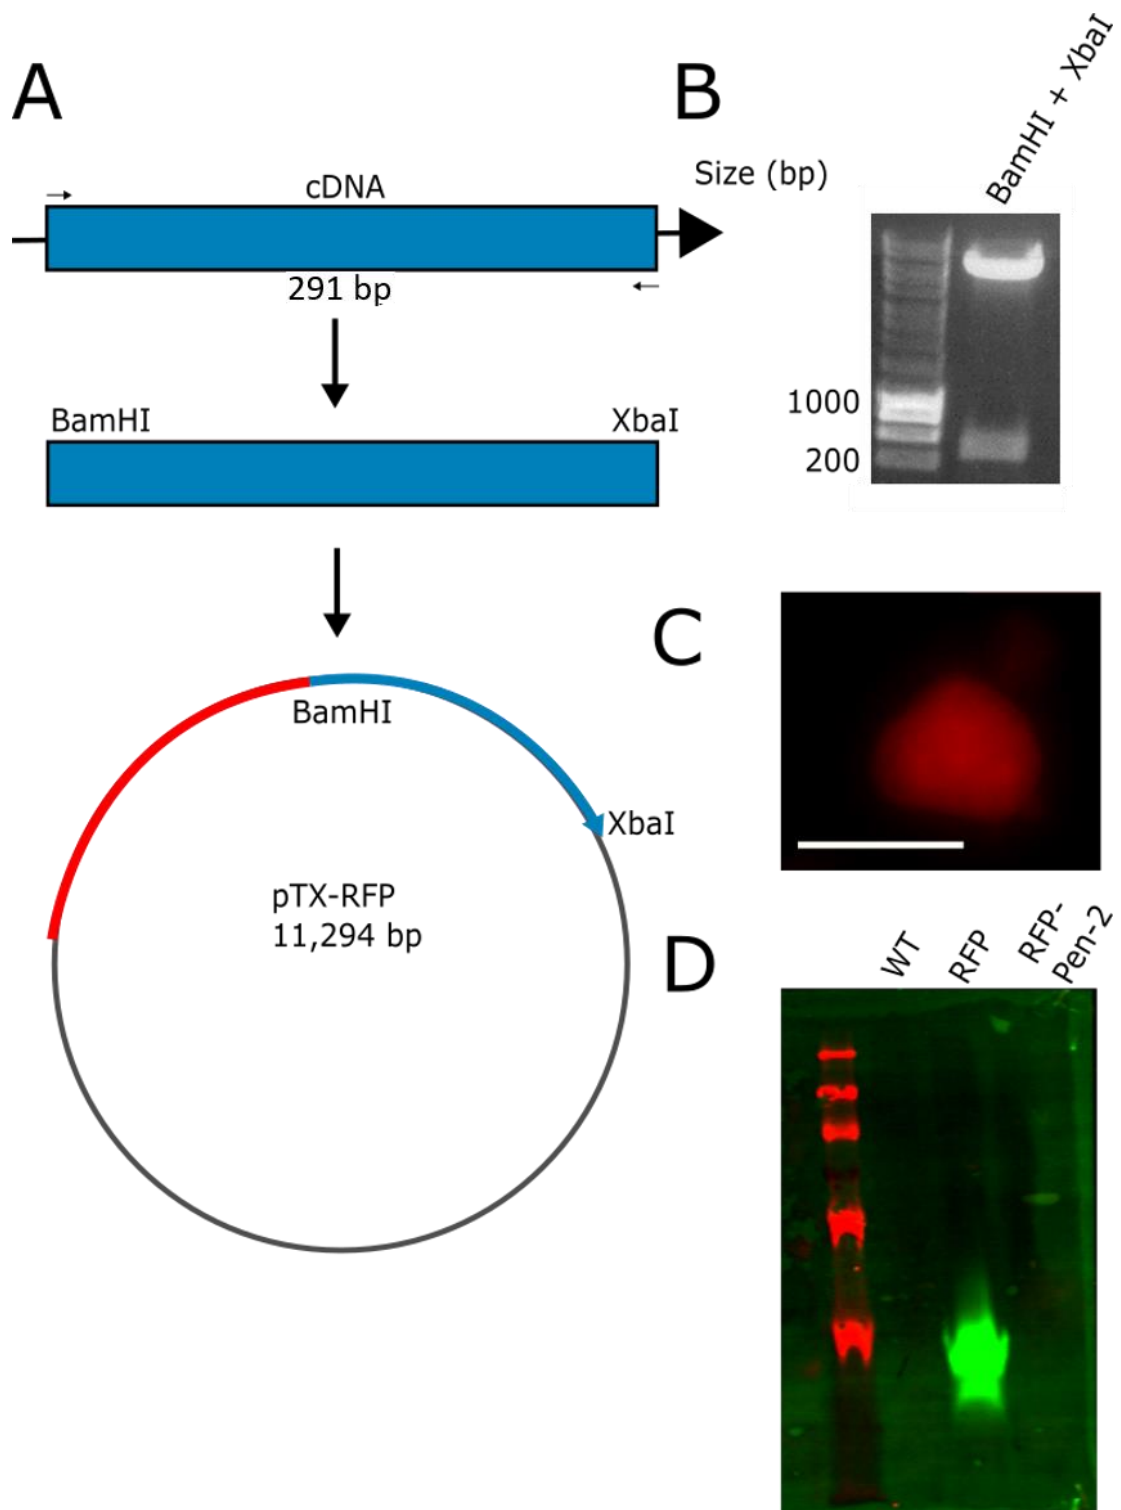 A
cDNA
291 bp
BamHI
XbaI
BamHI
XbaI
pTX-RFP
11,294 bp
B
Size (bp)
BamHI + XbaI
1000
200
C
D
WT
RFP
RFP-
Pen-2